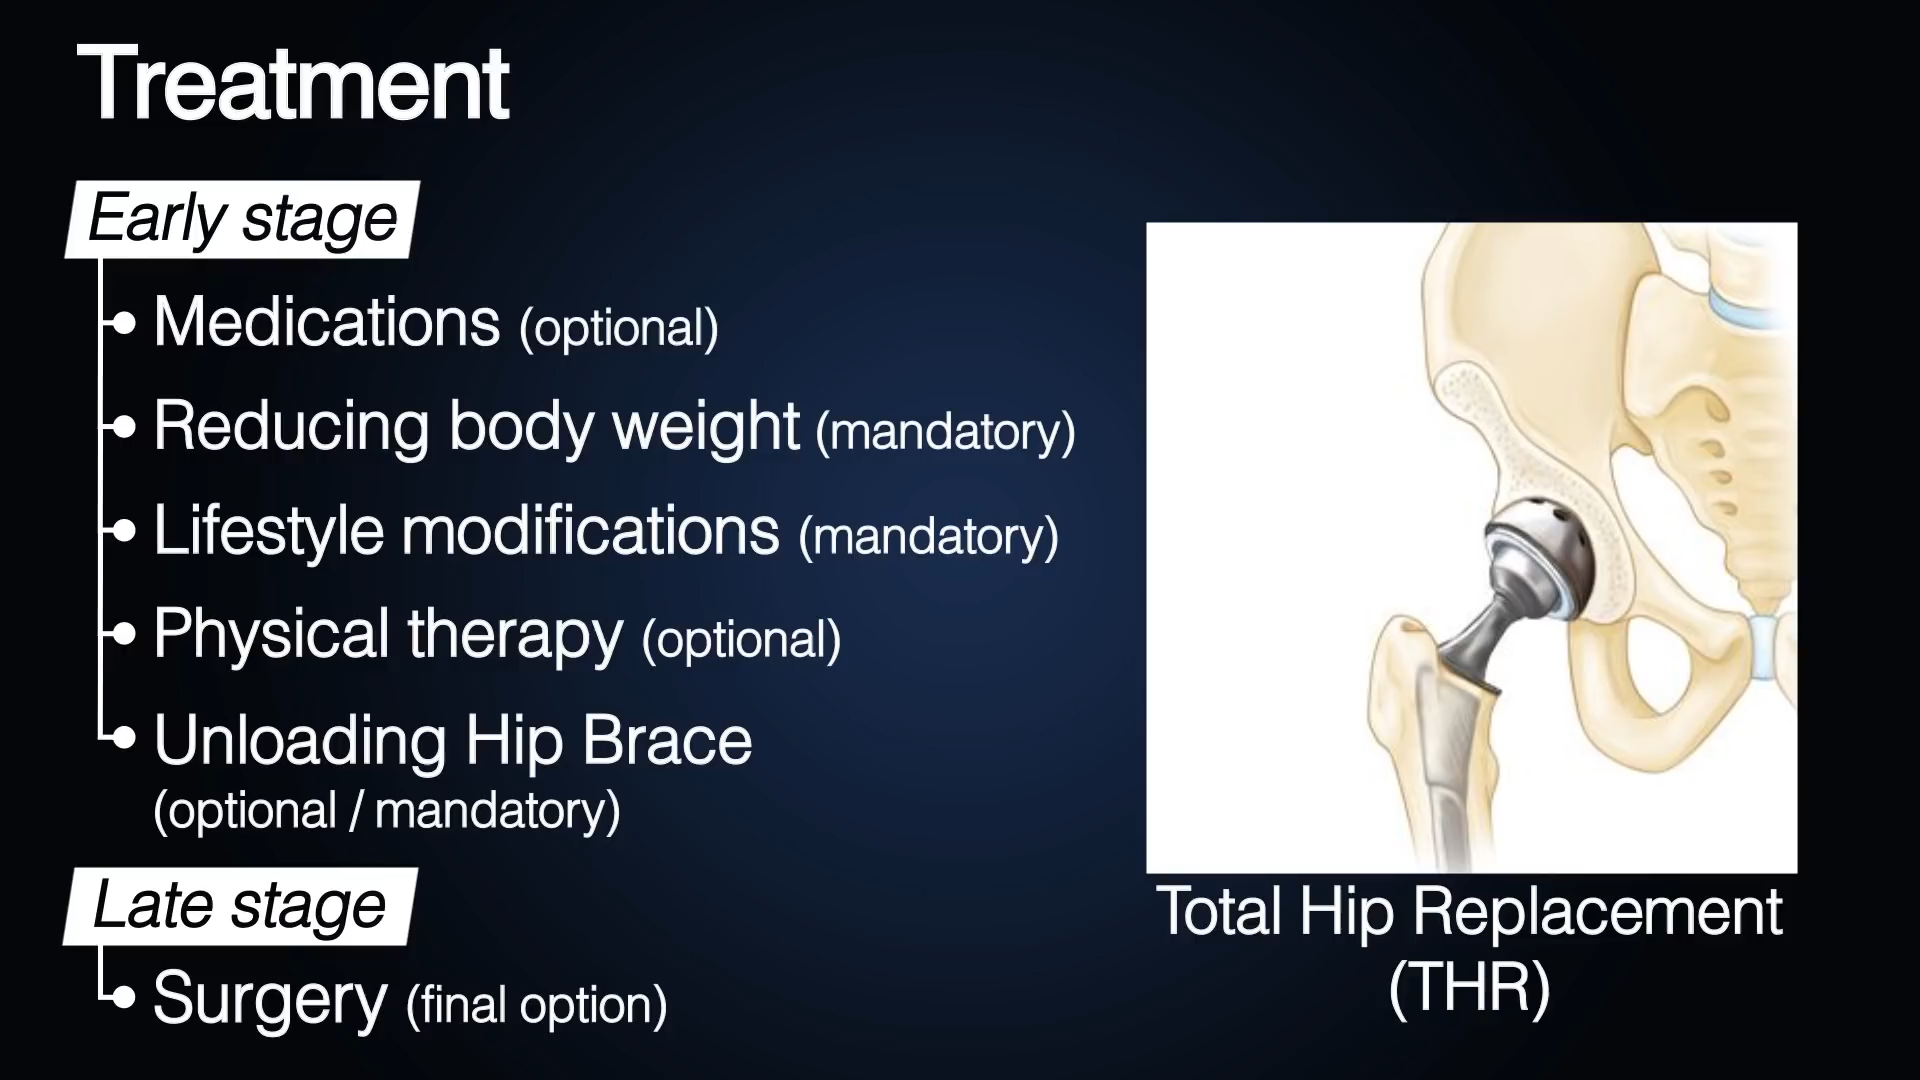 Treatment
Early stage
Medications (optional)
Reducing body weight (mandatory)
Lifestyle modifications (mandatory)
Physical therapy (optional)
Unloading Hip Brace
(optional / mandatory)
Late stage
Surgery (final option)
Total Hip Replacement
(THR)